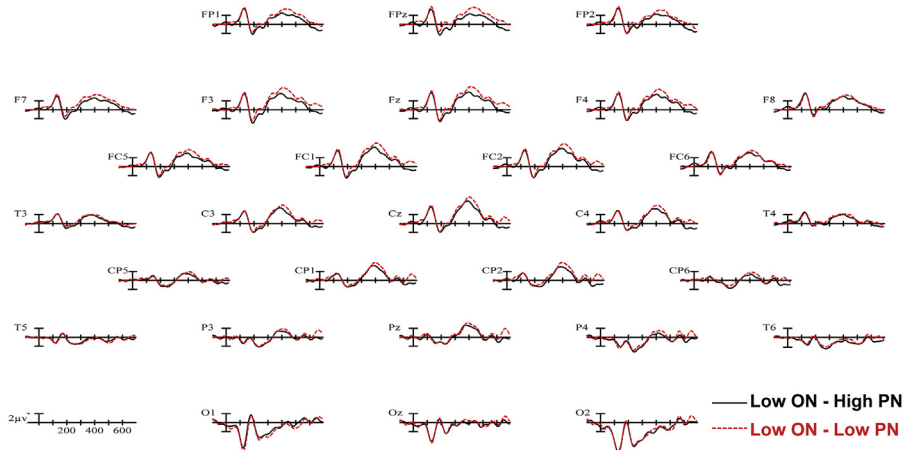 FP1 FPz FP2
F7 F3 Fz F4 F8
FC5 FC1 FC2 FC6
T3 C3 Cz C4 T4
CP5 CP1 CP2 CP6
T5 P3 Pz P4 T6
2μv O1 Oz O2
200 400 600
Low ON - High PN
Low ON - Low PN